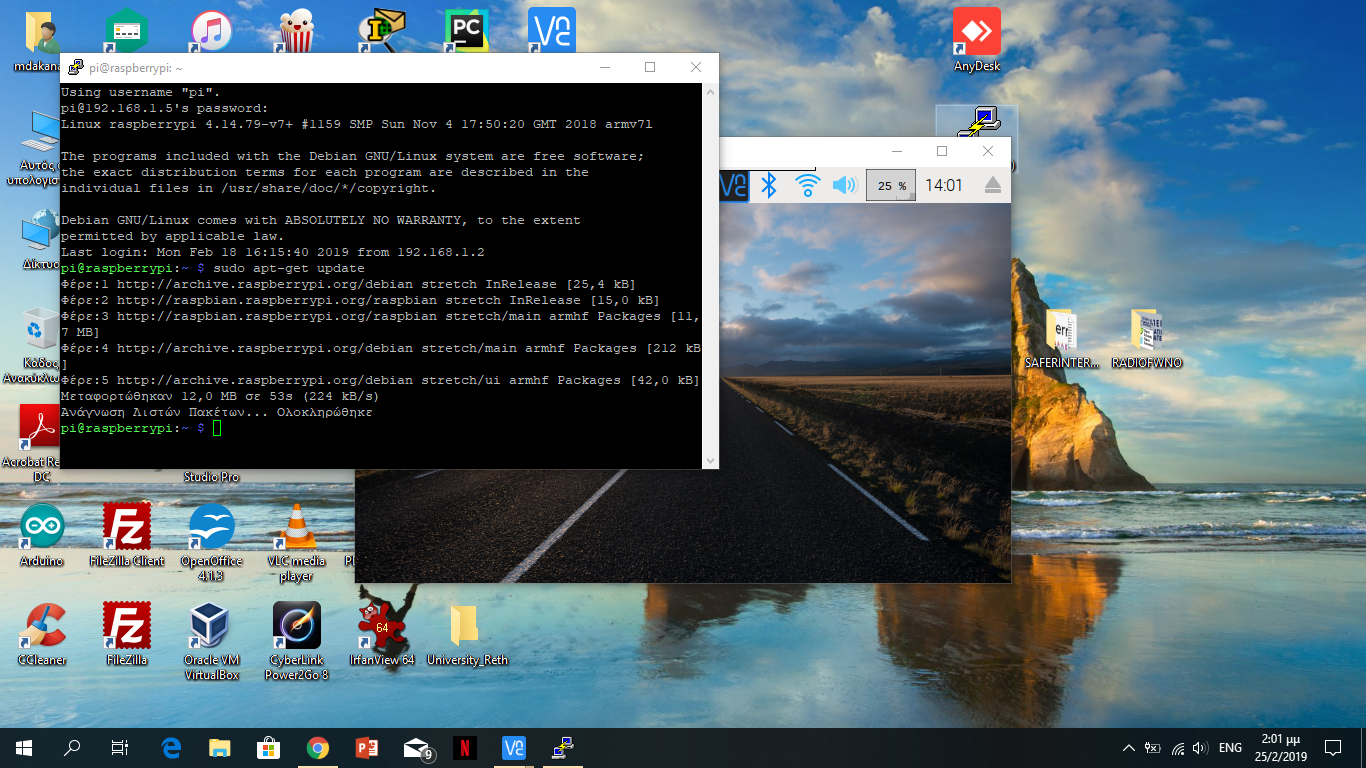 mdakana
AnyDesk
pi@raspberrypi: ~
Using username "pi".
pi@192.168.1.5's password:
Linux raspberrypi 4.14.79-v7+ #1159 SMP Sun Nov 4 17:50:20 GMT 2018 armv7l
The programs included with the Debian GNU/Linux system are free software;
the exact distribution terms for each program are described in the
individual files in /usr/share/doc/*/copyright.
Debian GNU/Linux comes with ABSOLUTELY NO WARRANTY, to the extent
permitted by applicable law.
Last login: Mon Feb 18 16:15:40 2019 from 192.168.1.2
pi@raspberrypi:~ $ sudo apt-get update
Φέρε:1 http://archive.raspberrypi.org/debian stretch InRelease [25,4 kB]
Φέρε:2 http://raspbian.raspberrypi.org/raspbian stretch InRelease [15,0 kB]
Φέρε:3 http://raspbian.raspberrypi.org/raspbian stretch/main armhf Packages [11,
7 MB]
Φέρε:4 http://archive.raspberrypi.org/debian stretch/main armhf Packages [212 kB
]
Φέρε:5 http://archive.raspberrypi.org/debian stretch/ui armhf Packages [42,0 kB]
Μεταφορτώθηκαν 12,0 MB σε 53s (224 kB/s)
Ανάγνωση Λιστών Πακέτων... Ολοκληρώθηκε
pi@raspberrypi:~ $
25 %
14:01
Αυτός ο
υπολογισ
Δίκτυο
Κάδος
Ανακύκλω
Acrobat Re
DC
Studio Pro
SAFERINTER...
RADIOFWNO
Arduino
FileZilla Client
OpenOffice
4.1.3
VLC media
player
CCleaner
FileZilla
Oracle VM
VirtualBox
CyberLink
Power2Go 8
64
IrfanView 64
University_Reth
PC
9
ENG
2:01 μμ
25/2/2019